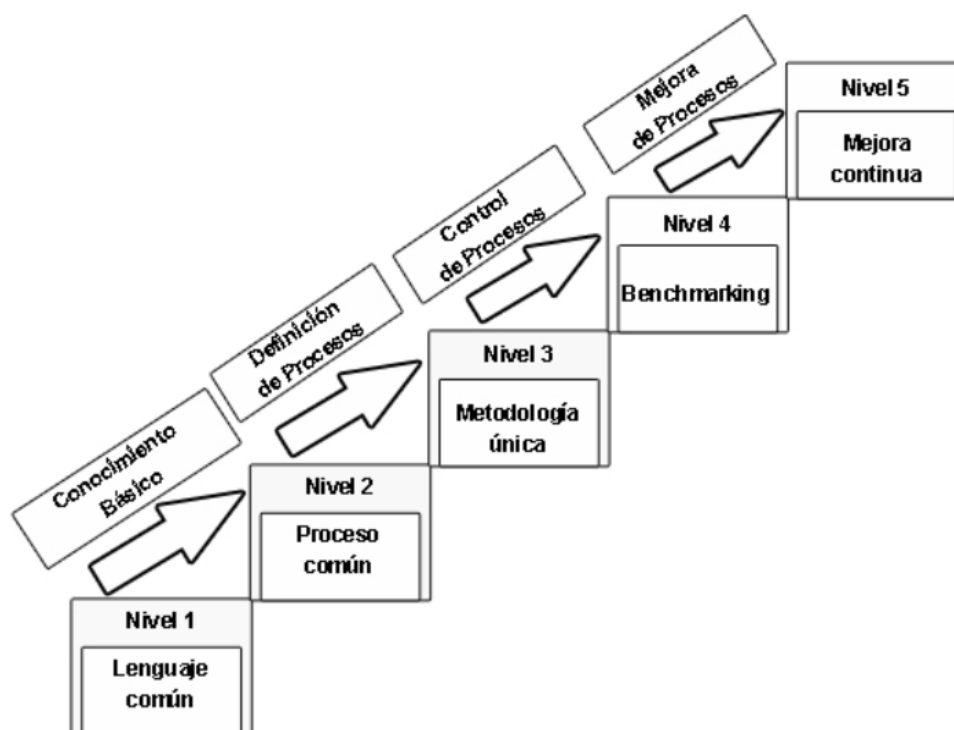 Mejora
de Procesos
Nivel 5
Mejora
continua
Control
de Procesos
Nivel 4
Benchmarking
Definición
de Procesos
Nivel 3
Metodología
única
Conocimiento
Básico
Nivel 2
Proceso
común
Nivel 1
Lenguaje
común